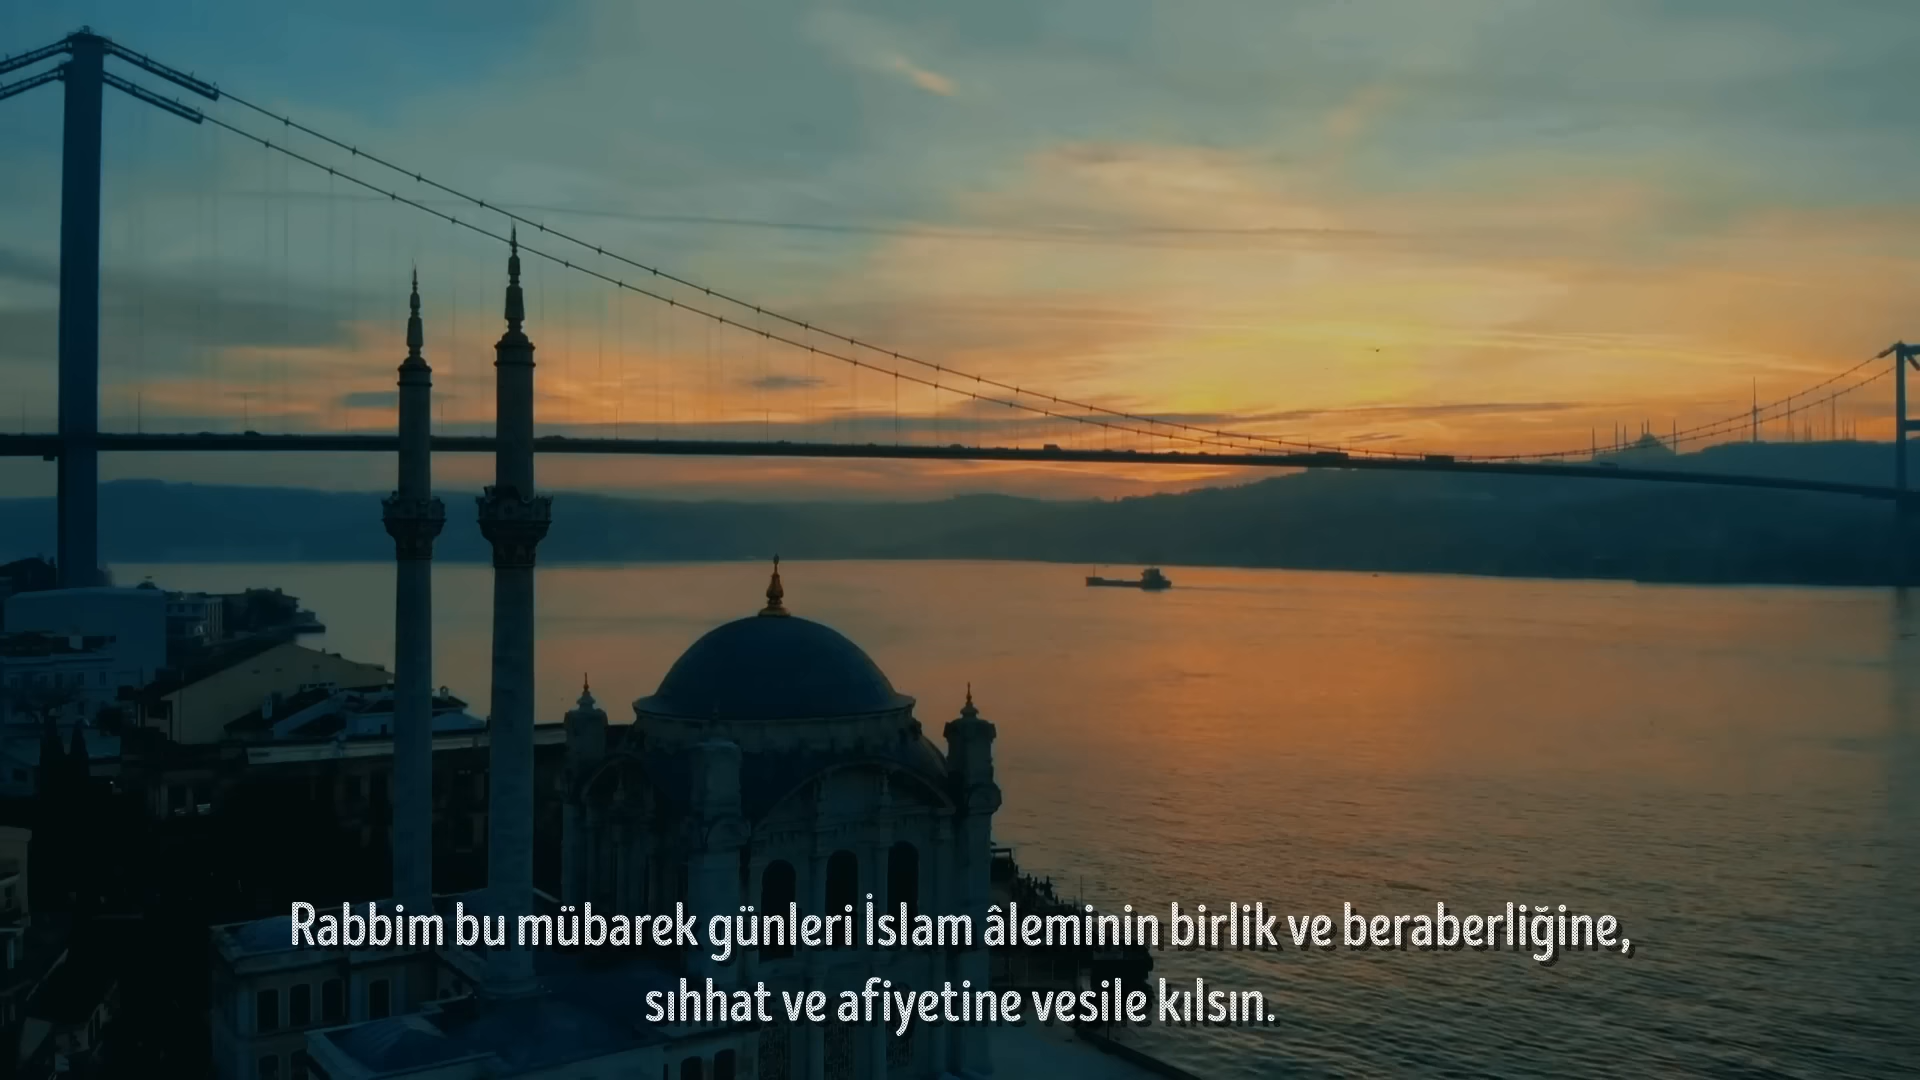 Rabbim bu mübarek günleri İslam âleminin birlik ve beraberliğine,
sıhhat ve afiyetine vesile kılsın.